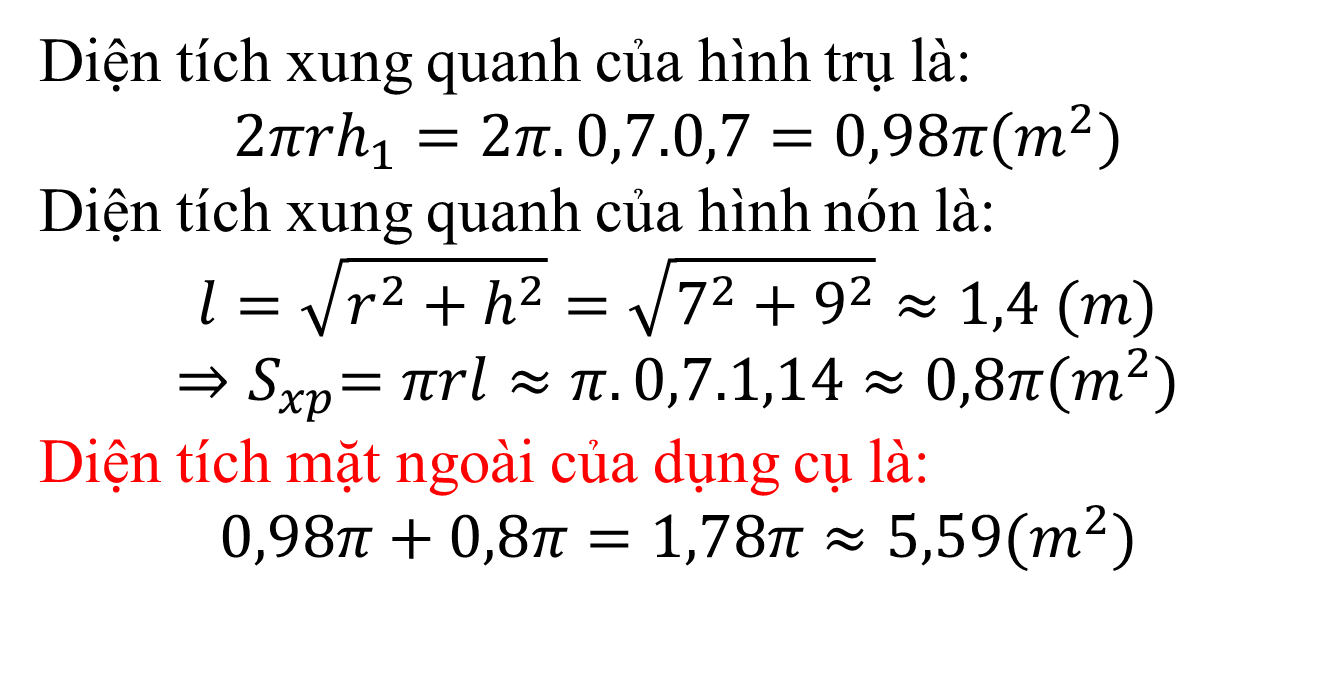 Diện tích xung quanh của hình trụ là:
2πrh₁ = 2π. 0,7.0,7 = 0,98π(m²)
Diện tích xung quanh của hình nón là:
l = √(r² + h²) = √(7² + 9²) ≈ 1,4 (m)
⇒ Sₓₚ = πrl ≈ π. 0,7.1,14 ≈ 0,8π(m²)
Diện tích mặt ngoài của dụng cụ là:
0,98π + 0,8π = 1,78π ≈ 5,59(m²)